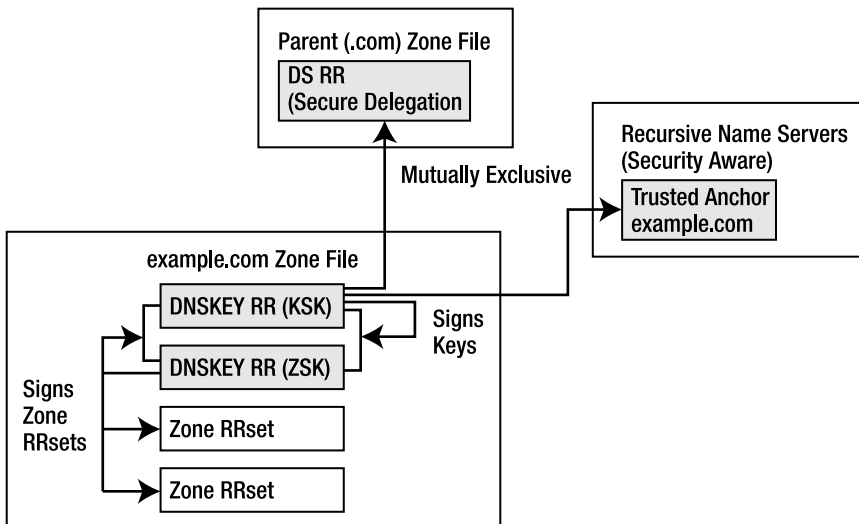 Parent (.com) Zone File
DS RR
(Secure Delegation
Recursive Name Servers
(Security Aware)
Trusted Anchor
example.com
Mutually Exclusive
example.com Zone File
DNSKEY RR (KSK)
Signs
Keys
DNSKEY RR (ZSK)
Signs
Zone
RRsets
Zone RRset
Zone RRset